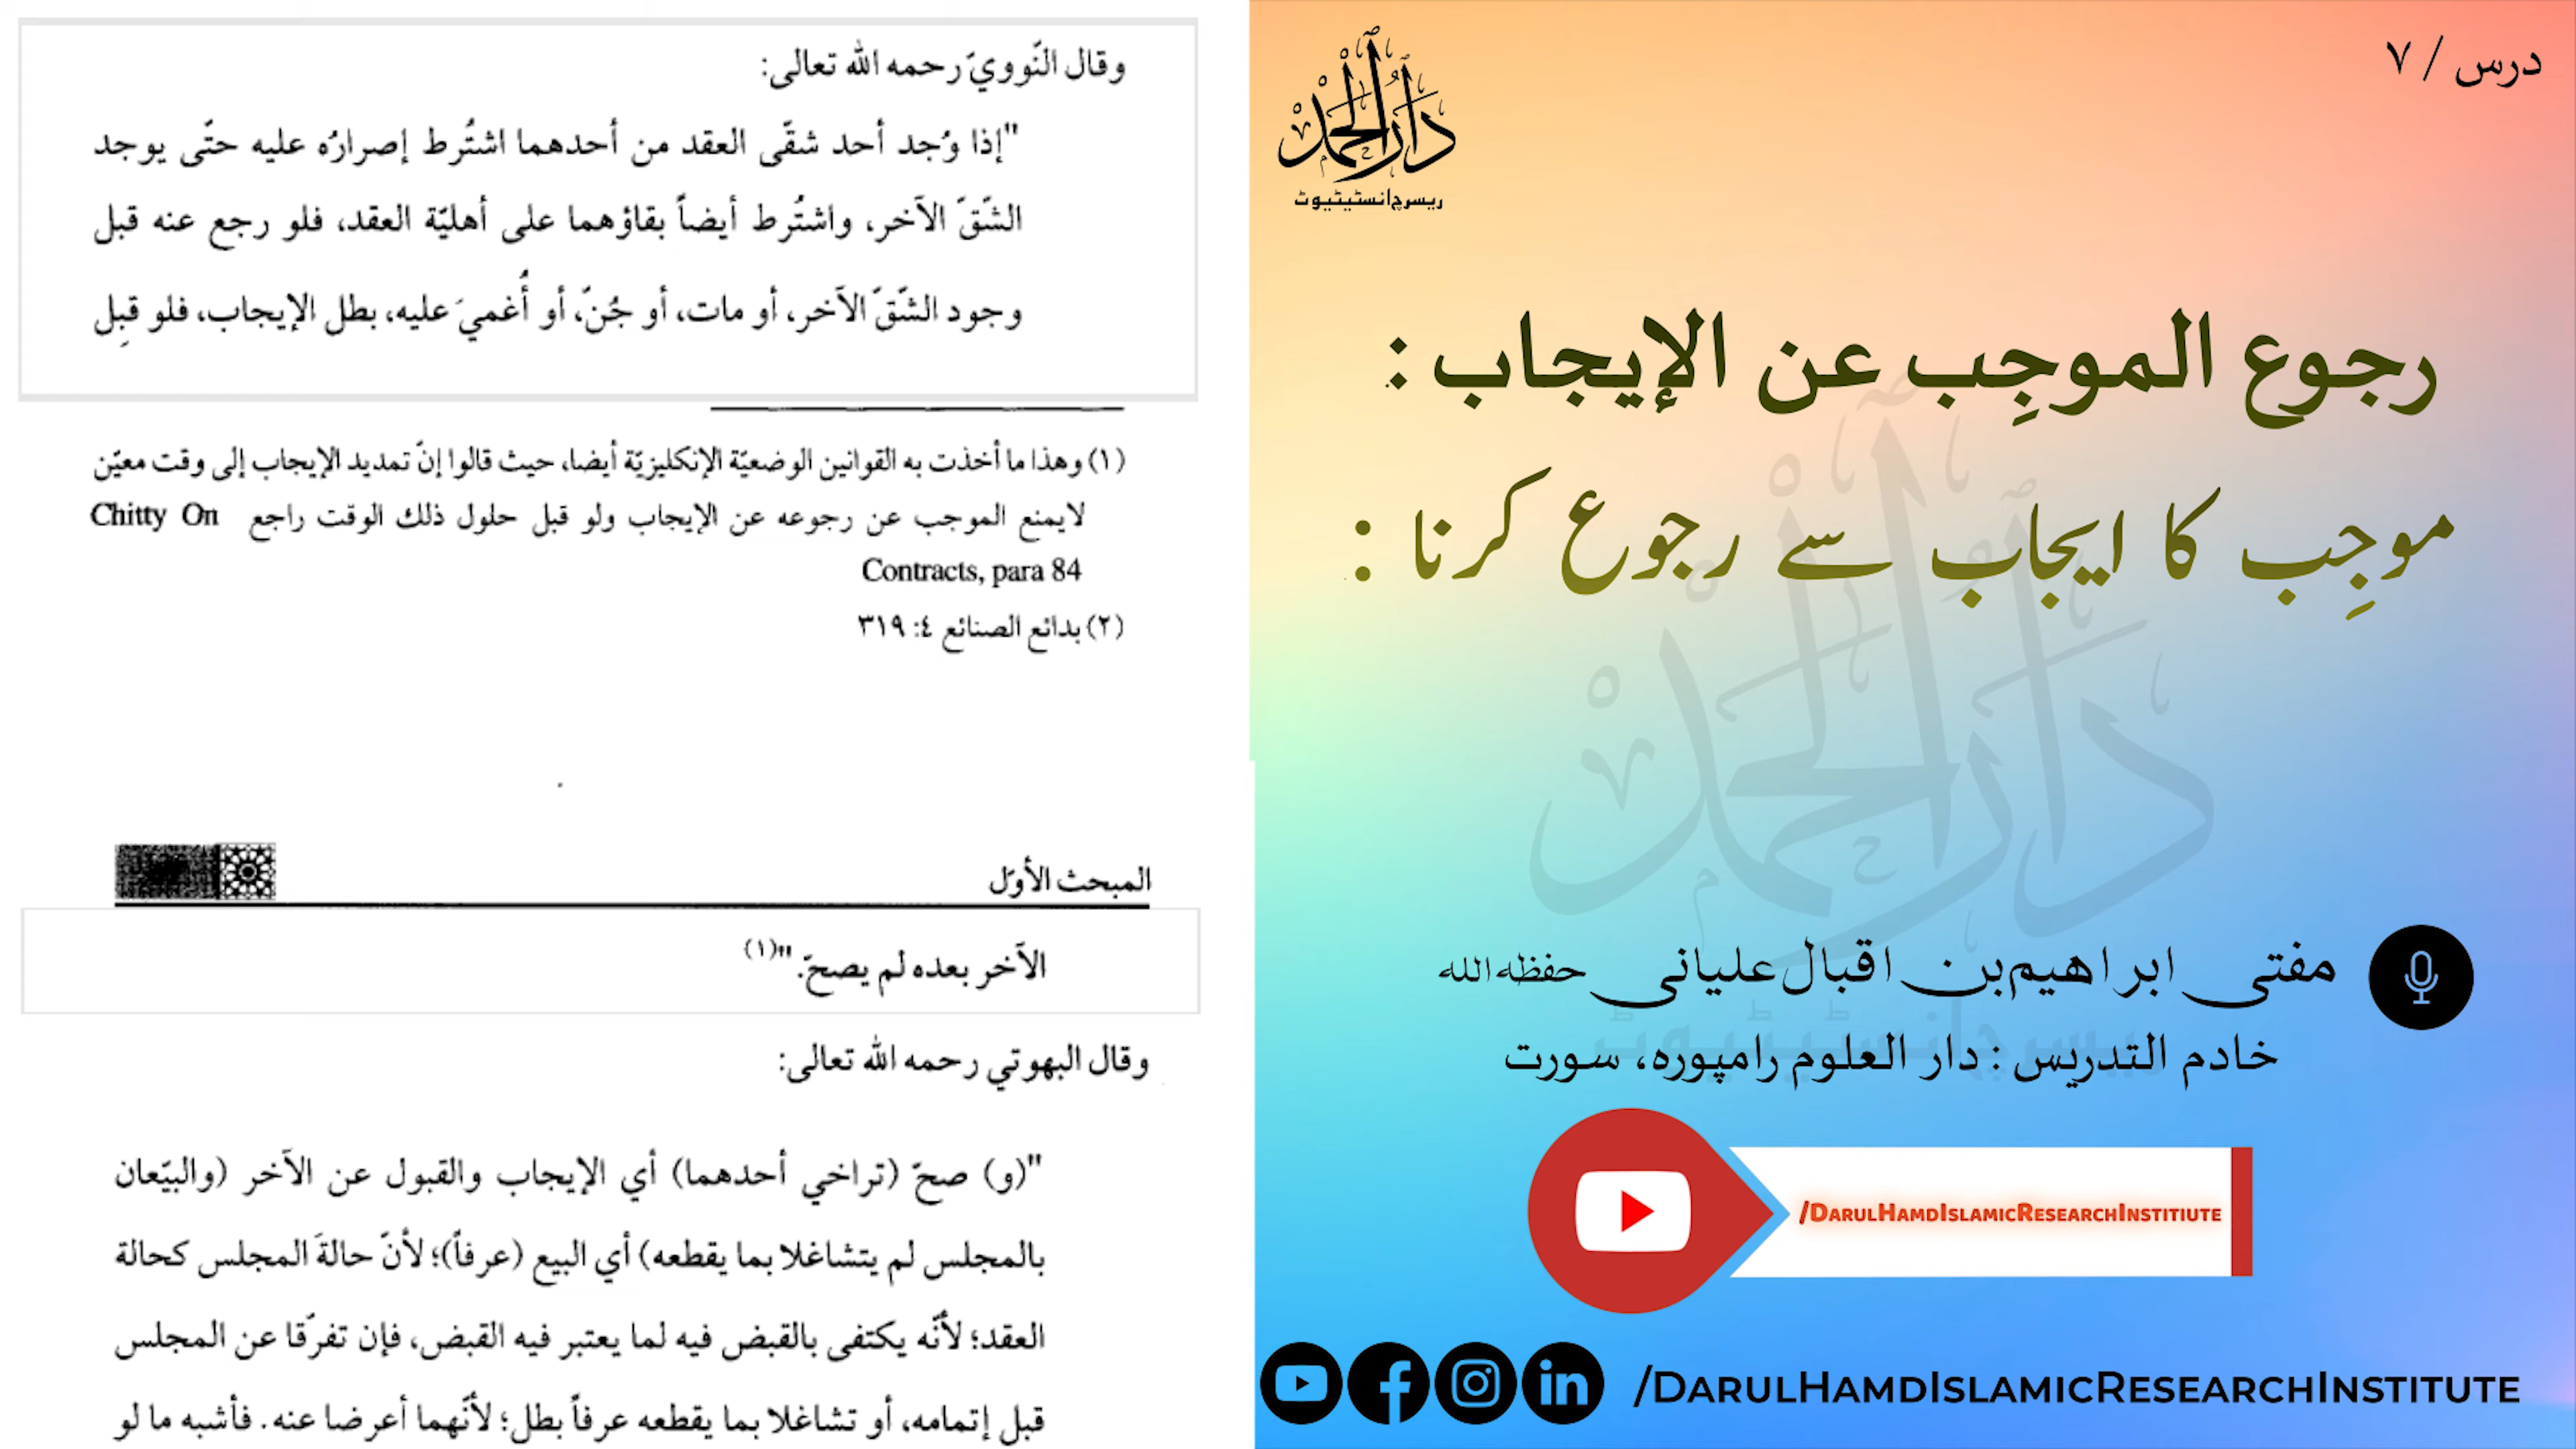 وقال النّوويّ رحمه الله تعالى:
"إذا وُجد أحد شقّى العقد من أحدهما اشتُرط إصرارُه عليه حتّى يوجد
الشّقّ الآخر، واشتُرط أيضاً بقاؤهما على أهليّة العقد، فلو رجع عنه قبل
وجود الشّقّ الآخر، أو مات، أو جُنّ، أو أُغميَ عليه، بطل الإيجاب، فلو قبِل
(١) وهذا ما أخذت به القوانين الوضعيّة الإنكليزيّة أيضا، حيث قالوا إنّ تمديد الإيجاب إلى وقت معيّن
لايمنع الموجب عن رجوعه عن الإيجاب ولو قبل حلول ذلك الوقت راجع Chitty On
Contracts, para 84
(٢) بدائع الصنائع ٤: ٣١٩
المبحث الأوّل
الآخر بعده لم يصحّ."(١)
وقال البهوتي رحمه الله تعالى:
"(و) صحّ (تراخي أحدهما) أي الإيجاب والقبول عن الآخر (والبيّعان
بالمجلس لم يتشاغلا بما يقطعه) أي البيع (عرفاً)؛ لأنّ حالةَ المجلس كحالة
العقد؛ لأنّه يكتفى بالقبض فيه لما يعتبر فيه القبض، فإن تفرّقا عن المجلس
قبل إتمامه، أو تشاغلا بما يقطعه عرفاً بطل؛ لأنّهما أعرضا عنه. فأشبه ما لو
درس / ٧
دار الحمد
ریسرچ انسٹیٹیوٹ
رجوع الموجِب عن الإيجاب :
موجِب کا ایجاب سے رجوع کرنا :
مفتی ابراهیم بن اقبال علیانی حفظه الله
خادم التدريس : دار العلوم رامپورہ، سورت
/DarulHamdIslamicResearchInstitiute
/DarulHamdIslamicResearchInstitute